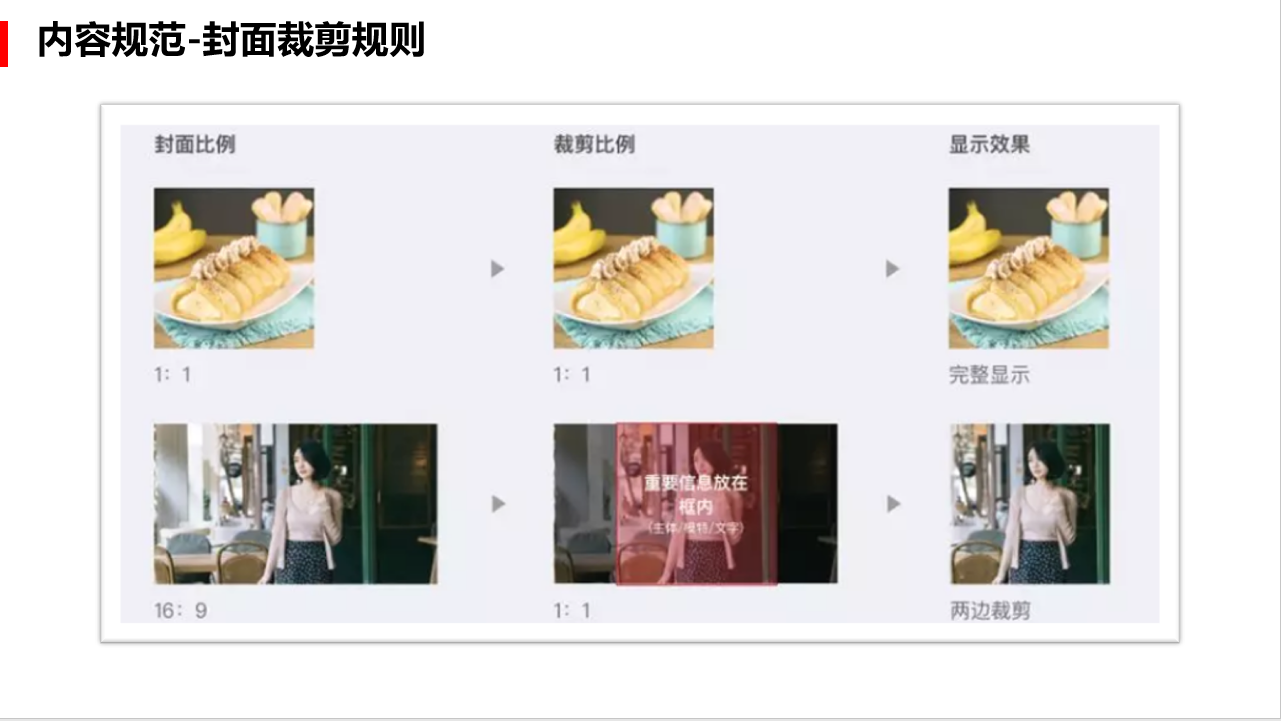 内容规范-封面裁剪规则
封面比例
裁剪比例
显示效果
1：1
1：1
完整显示
重要信息放在
框内
（主体/模特/文字）
16：9
1：1
两边裁剪